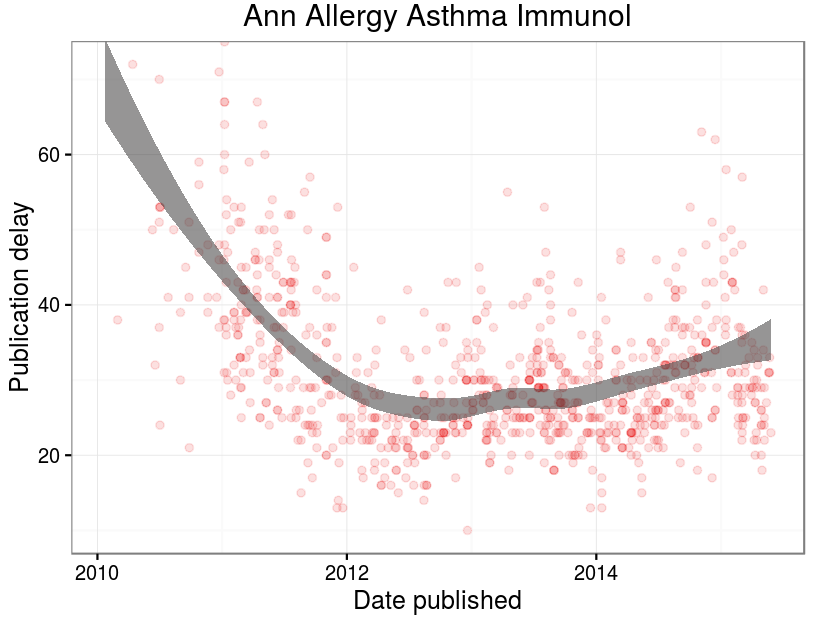 Ann Allergy Asthma Immunol
Publication delay
60
40
20
2010 2012 2014
Date published